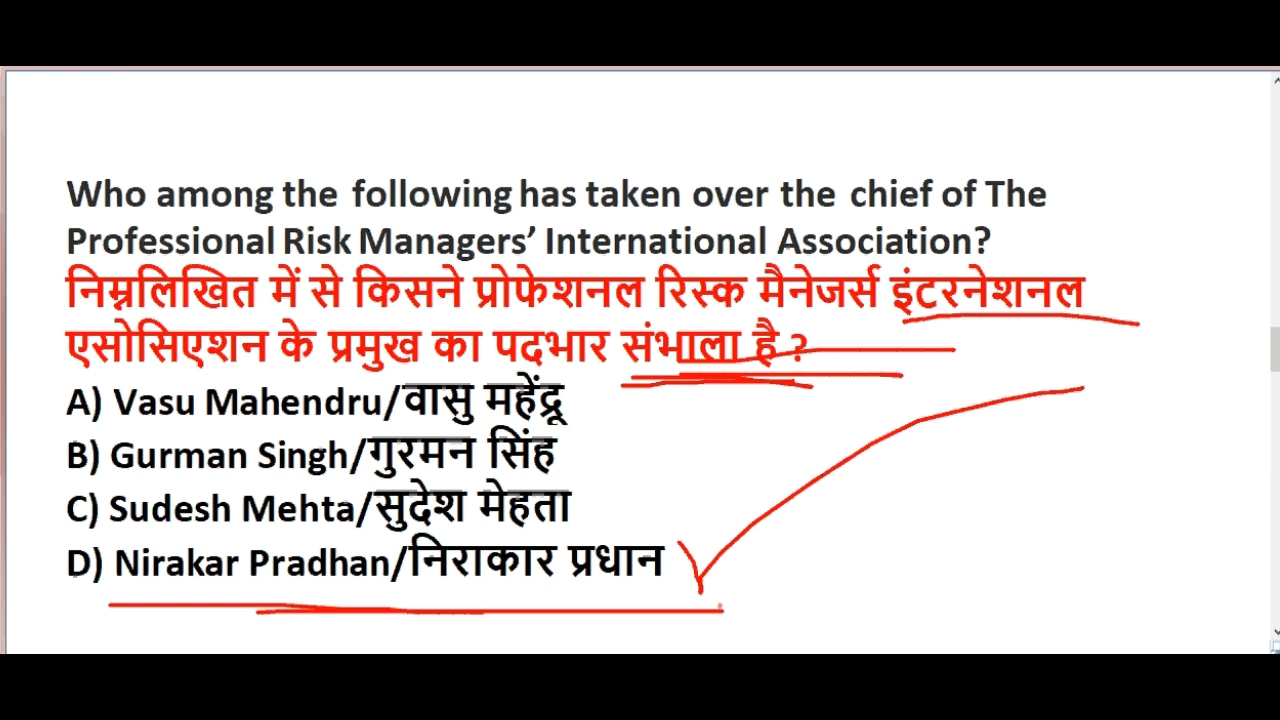 Who among the following has taken over the chief of The
Professional Risk Managers’ International Association?
निम्नलिखित में से किसने प्रोफेशनल रिस्क मैनेजर्स इंटरनेशनल
एसोसिएशन के प्रमुख का पदभार संभाला है ?
A) Vasu Mahendru/वासु महेंद्रू
B) Gurman Singh/गुरमन सिंह
C) Sudesh Mehta/सुदेश मेहता
D) Nirakar Pradhan/निराकार प्रधान